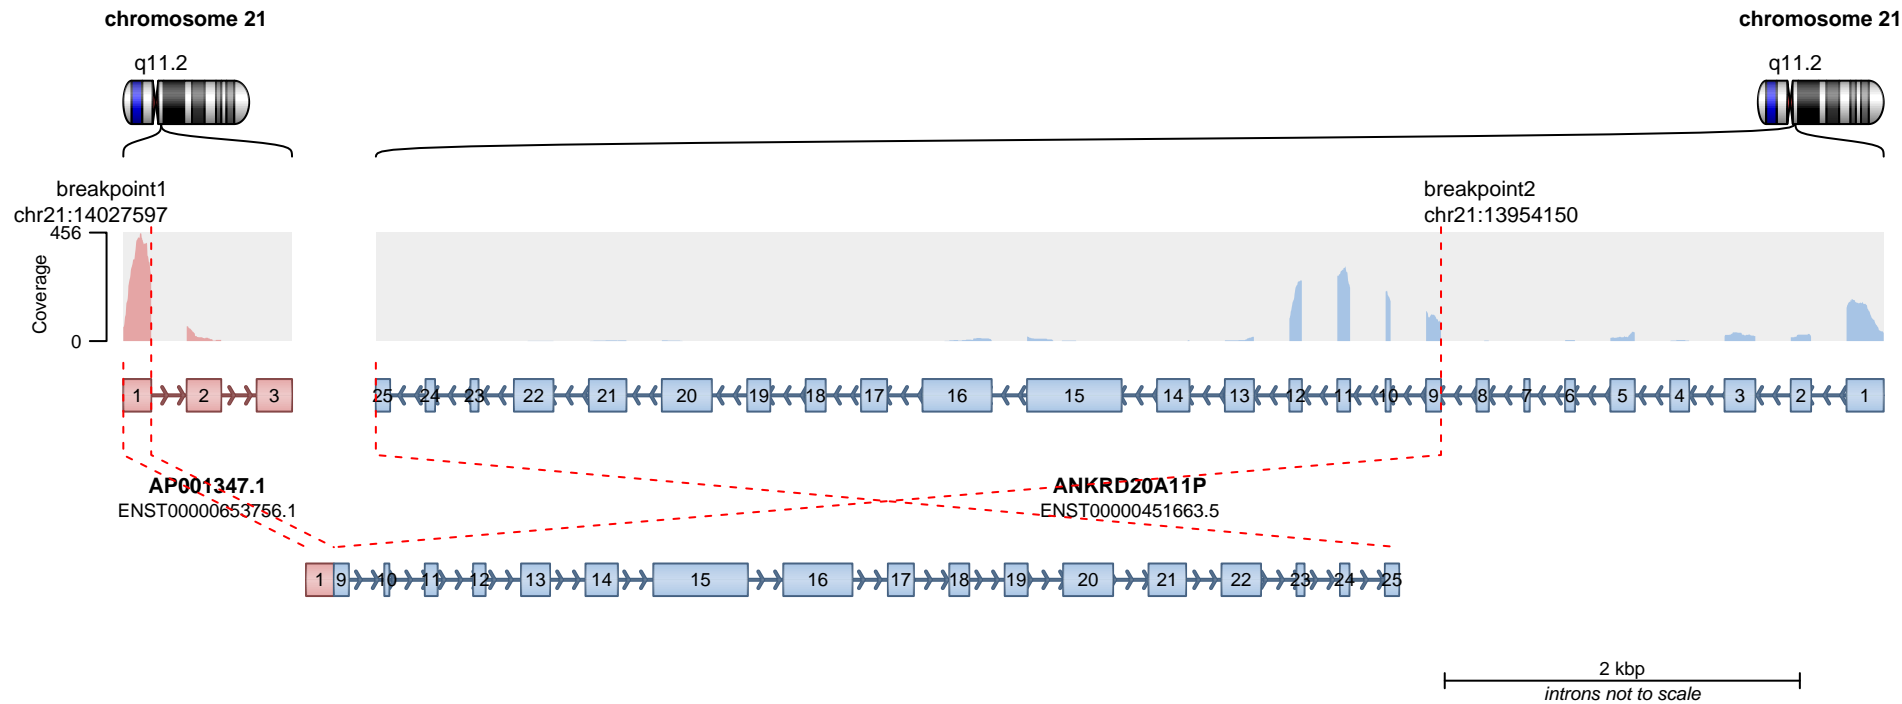 chromosome 21
chromosome 21
q11.2
q11.2
breakpoint1
chr21:14027597
breakpoint2
chr21:13954150
456
Coverage
0
1 2 3
25 24 23 22 21 20 19 18 17 16 15 14 13 12 11 10 9 8 7 6 5 4 3 2 1
AP001347.1
ENST00000653756.1
ANKRD20A11P
ENST00000451663.5
1 9 10 11 12 13 14 15 16 17 18 19 20 21 22 23 24 25
2 kbp
introns not to scale